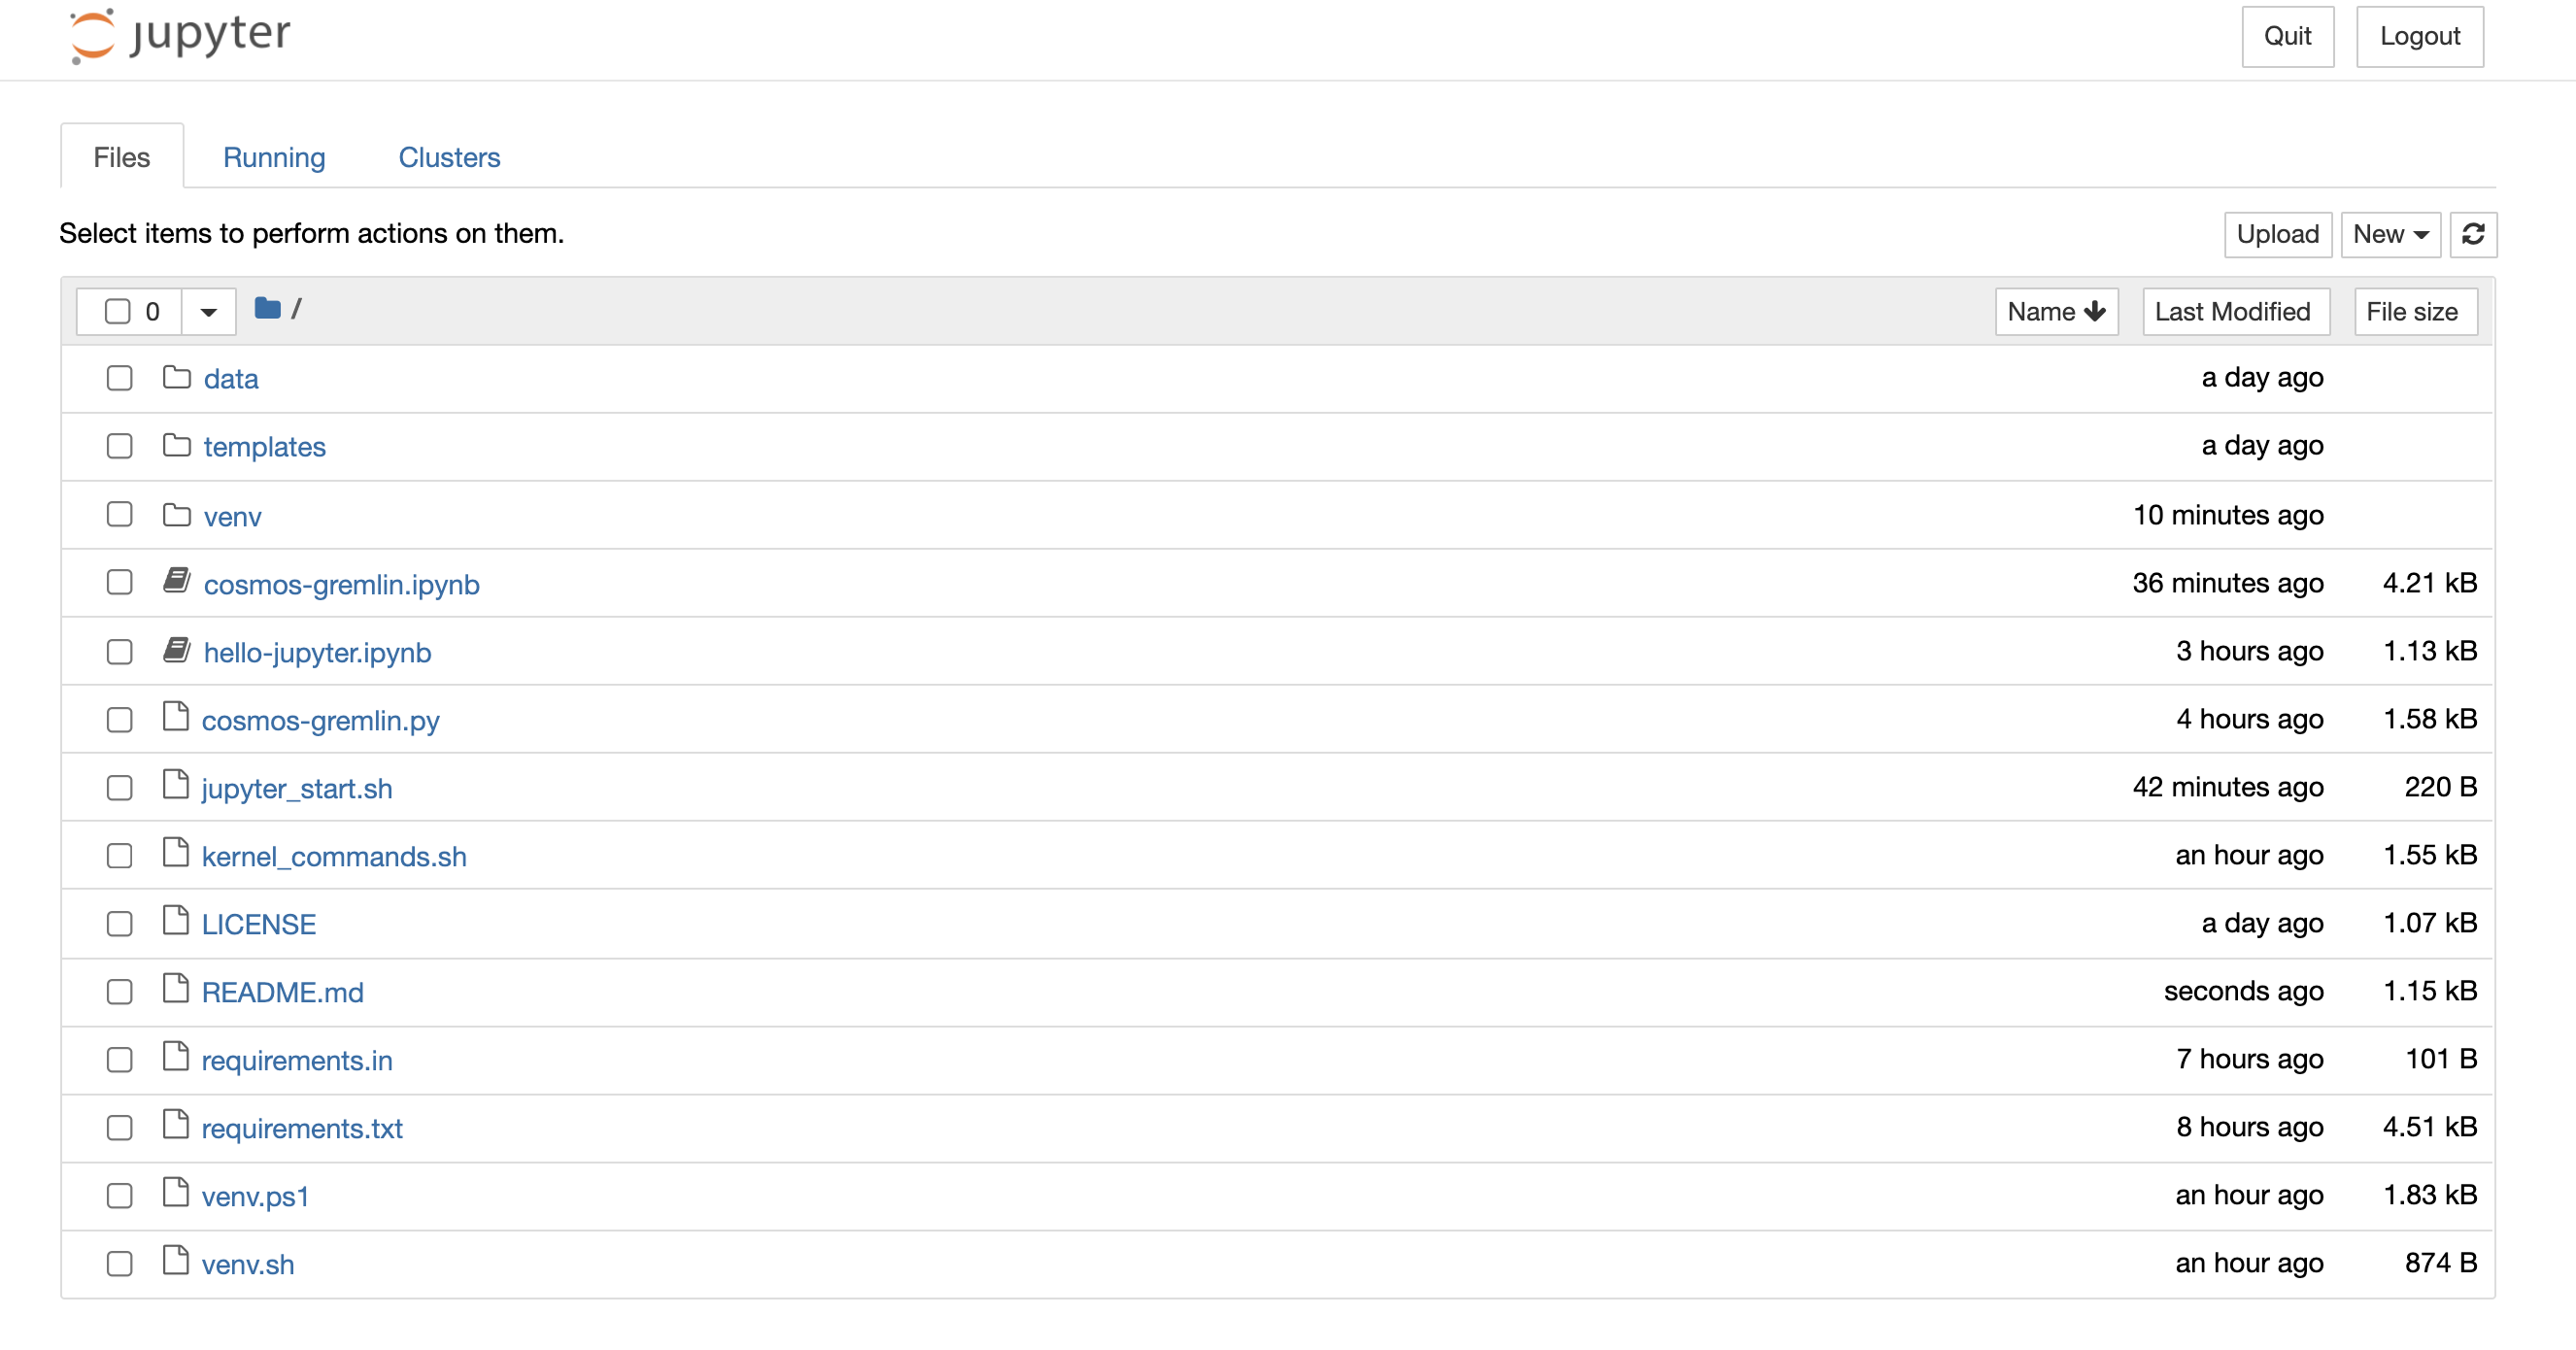 jupyter Quit Logout
Files Running Clusters
Select items to perform actions on them. Upload New
0 / Name Last Modified File size
data a day ago
templates a day ago
venv 10 minutes ago
cosmos-gremlin.ipynb 36 minutes ago 4.21 kB
hello-jupyter.ipynb 3 hours ago 1.13 kB
cosmos-gremlin.py 4 hours ago 1.58 kB
jupyter_start.sh 42 minutes ago 220 B
kernel_commands.sh an hour ago 1.55 kB
LICENSE a day ago 1.07 kB
README.md seconds ago 1.15 kB
requirements.in 7 hours ago 101 B
requirements.txt 8 hours ago 4.51 kB
venv.ps1 an hour ago 1.83 kB
venv.sh an hour ago 874 B